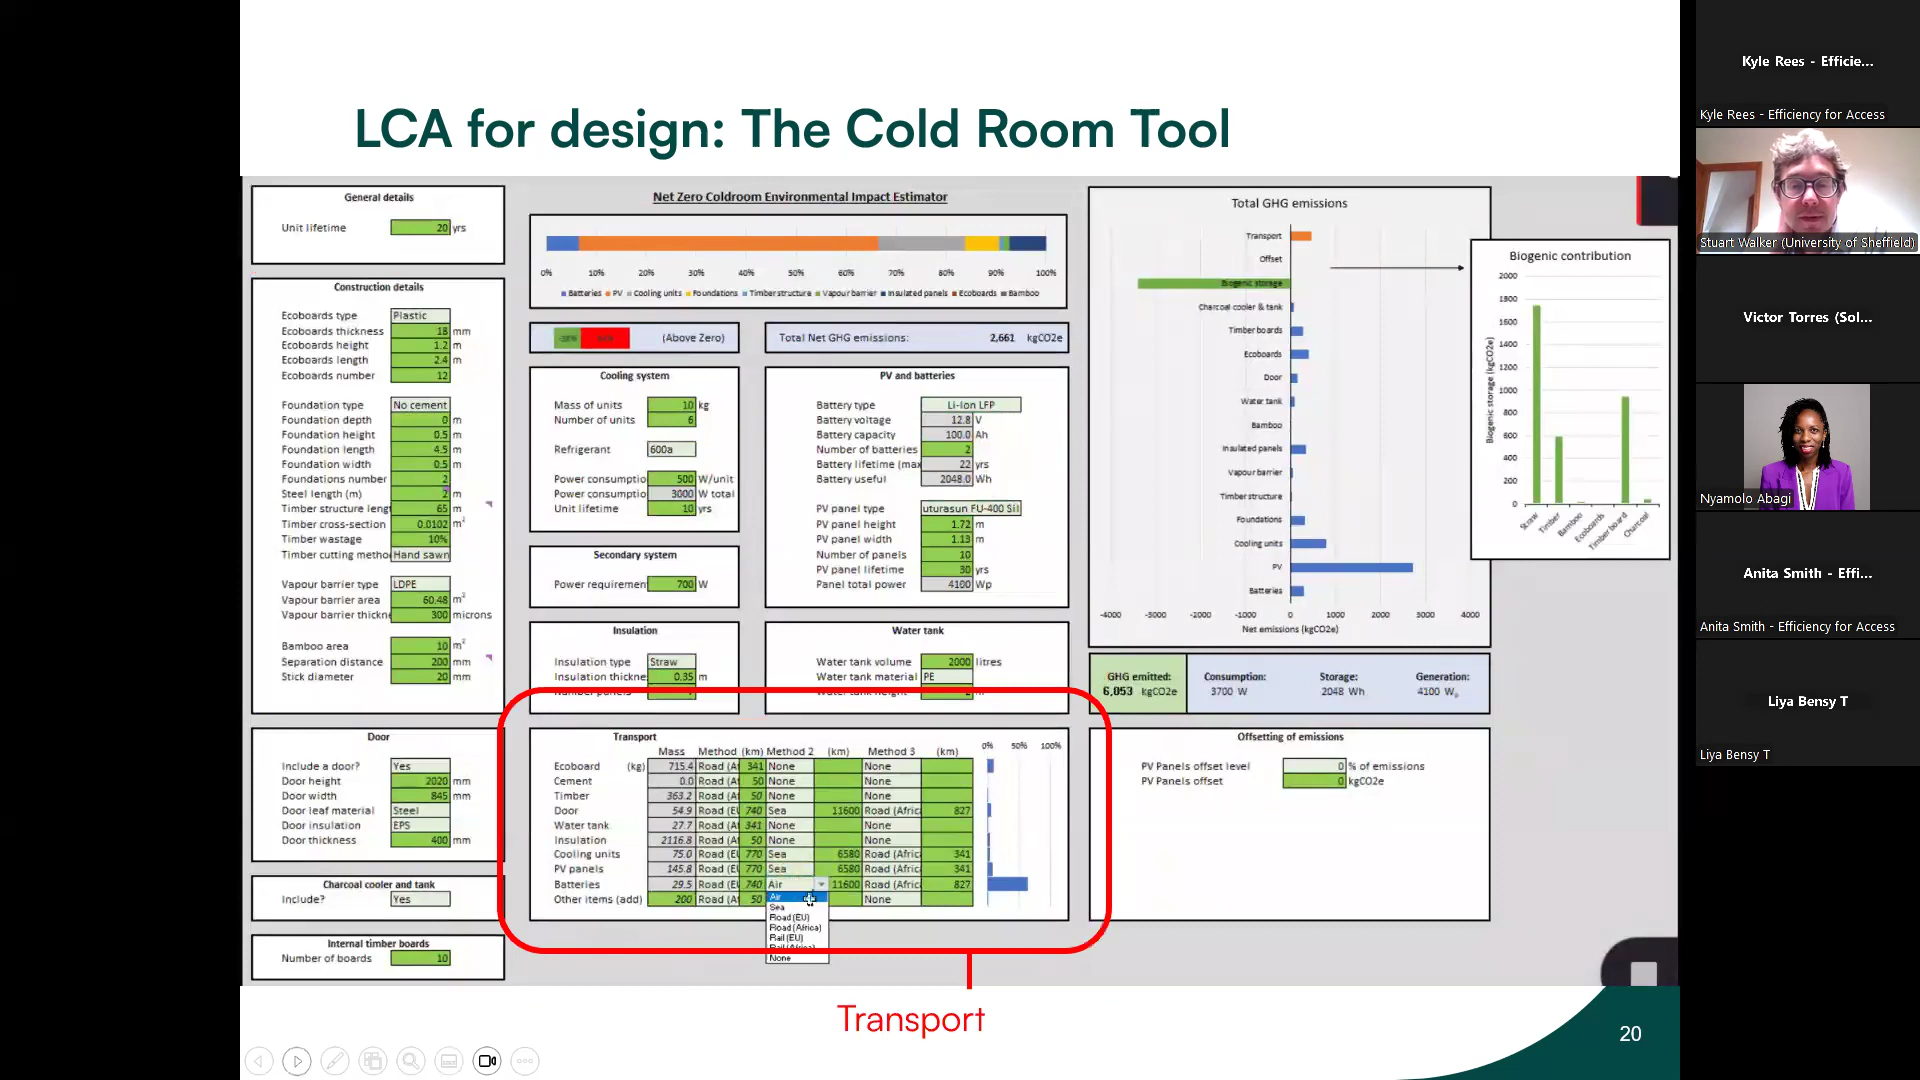 LCA for design: The Cold Room Tool
General details
Unit lifetime 20 yrs
Construction details
Ecoboards type Plastic
Ecoboards thickness 18 mm
Ecoboards height 1.2 m
Ecoboards length 2.4 m
Ecoboards number 12
Foundation type No cement
Foundation depth 0 m
Foundation height 0.5 m
Foundation length 4.5 m
Foundation width 0.5 m
Foundations number 2
Steel length (m) 2 m
Timber structure lengt 65 m
Timber cross-section 0.0102 m²
Timber wastage 10%
Timber cutting metho Hand sawn
Vapour barrier type LDPE
Vapour barrier area 60.48 m²
Vapour barrier thickne 300 microns
Bamboo area 10 m²
Separation distance 200 mm
Stick diameter 20 mm
Door
Include a door? Yes
Door height 2020 mm
Door width 845 mm
Door leaf material Steel
Door insulation EPS
Door thickness 400 mm
Charcoal cooler and tank
Include? Yes
Internal timber boards
Number of boards 10
Net Zero Coldroom Environmental Impact Estimator
0% 10% 20% 30% 40% 50% 60% 70% 80% 90% 100%
Batteries PV Cooling units Foundations Timber structure Vapour barrier Insulated panels Ecoboards Bamboo
(Above Zero)
Total Net GHG emissions: 2,661 kgCO2e
Cooling system
Mass of units 10 kg
Number of units 6
Refrigerant 600a
Power consumptio 500 W/unit
Power consumptio 3000 W total
Unit lifetime 10 yrs
Secondary system
Power requiremen 700 W
Insulation
Insulation type Straw
Insulation thickne 0.35 m
PV and batteries
Battery type Li-Ion LFP
Battery voltage 12.8 V
Battery capacity 100.0 Ah
Number of batteries 2
Battery lifetime (max 22 yrs
Battery useful 2048.0 Wh
PV panel type uturasun FU-400 Sil
PV panel height 1.72 m
PV panel width 1.13 m
Number of panels 10
PV panel lifetime 30 yrs
Panel total power 4100 Wp
Water tank
Water tank volume 2000 litres
Water tank material PE
Water tank height
Transport
Mass Method (km) Method 2 (km) Method 3 (km) 0% 50% 100%
Ecoboard (kg) 715.4 Road (A 341 None None
Cement 0.0 Road (A 50 None None
Timber 363.2 Road (A 50 None None
Door 54.9 Road (E 740 Sea 11600 Road (Afric 827
Water tank 27.7 Road (A 341 None None
Insulation 2116.8 Road (A 50 None None
Cooling units 75.0 Road (E 770 Sea 6580 Road (Afric 341
PV panels 145.8 Road (E 770 Sea 6580 Road (Afric 341
Batteries 29.5 Road (E 740 Air 11600 Road (Afric 827
Other items (add) 200 Road (A 50 None
Air
Sea
Road (EU)
Road (Africa)
Rail (EU)
None
Total GHG emissions
Transport
Offset
Biogenic storage
Charcoal cooler & tank
Timber boards
Ecoboards
Door
Water tank
Bamboo
Insulated panels
Vapour barrier
Timber structure
Foundations
Cooling units
PV
Batteries
-4000 -3000 -2000 -1000 0 1000 2000 3000 4000
Net emissions (kgCO2e)
Biogenic contribution
Biogenic storage (kgCO2e)
2000
1800
1600
1400
1200
1000
800
600
400
200
0
Straw Timber Bamboo Ecoboards Timber board Charcoal
GHG emitted: Consumption: Storage: Generation:
6,053 kgCO2e 3700 W 2048 Wh 4100 Wp
Offsetting of emissions
PV Panels offset level 0 % of emissions
PV Panels offset 0 kgCO2e
Transport
20
Kyle Rees - Efficie...
Kyle Rees - Efficiency for Access
Stuart Walker (University of Sheffield)
Victor Torres (Sol...
Nyamolo Abagi
Anita Smith - Effi...
Anita Smith - Efficiency for Access
Liya Bensy T
Liya Bensy T